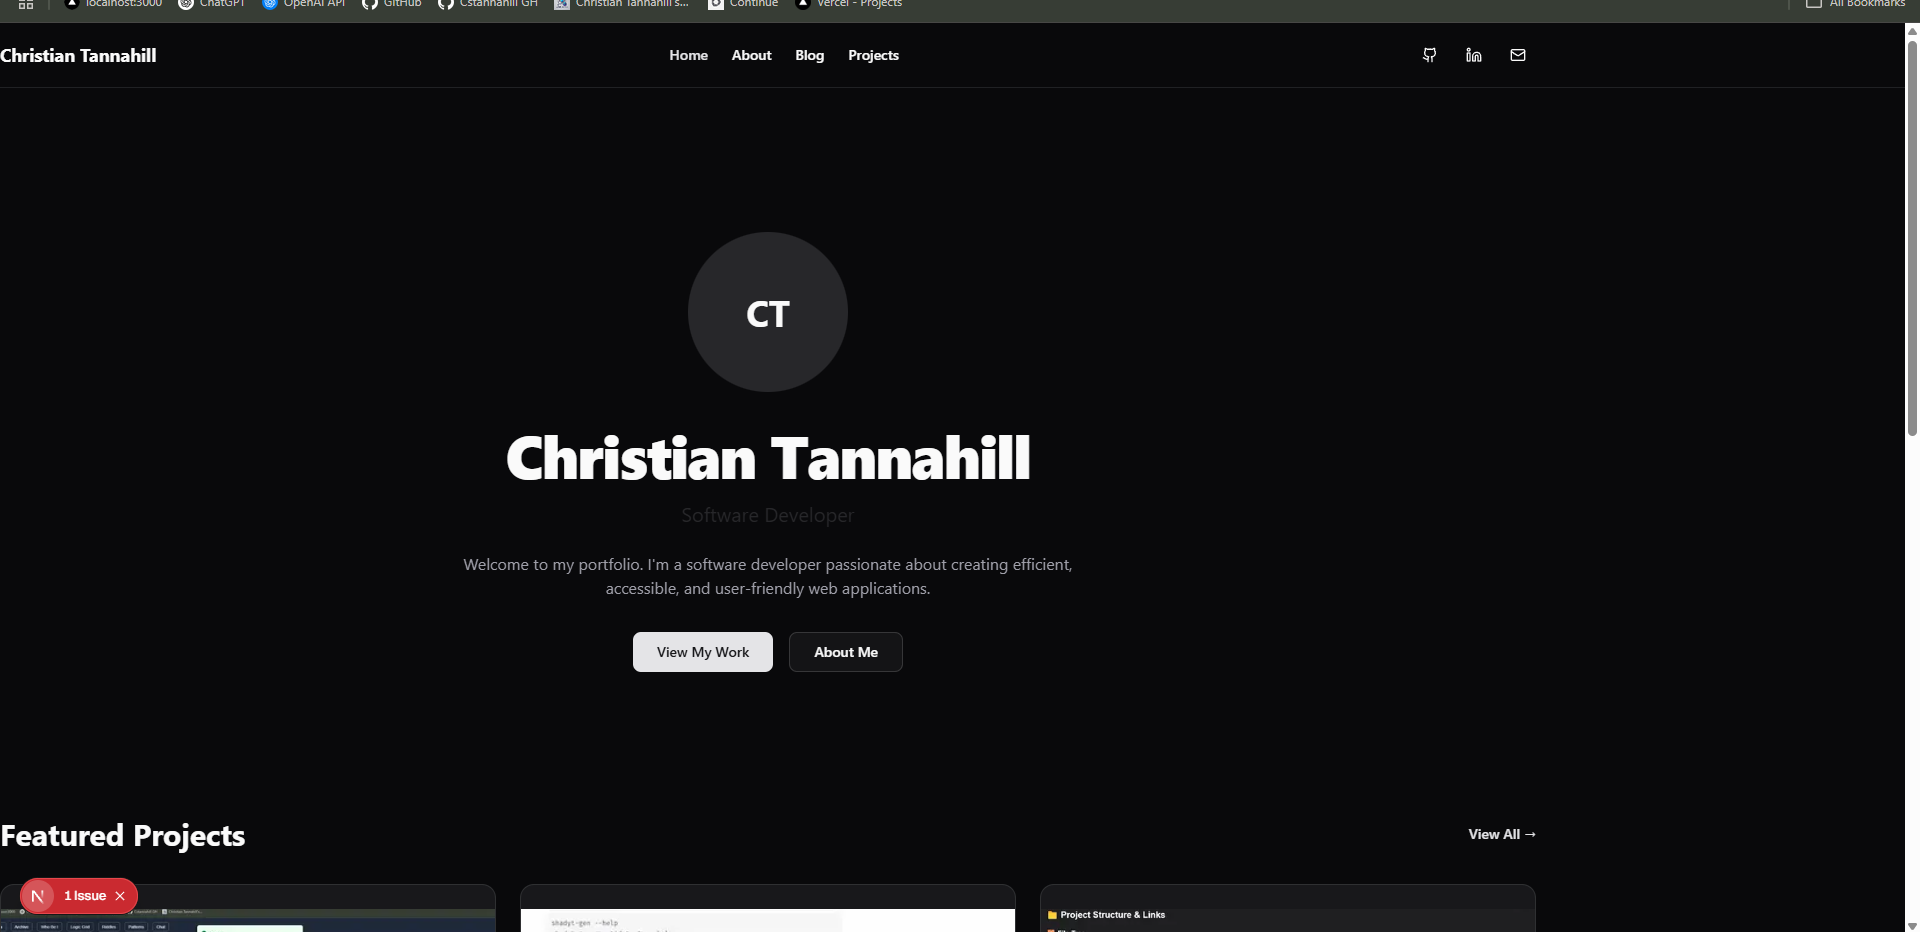 localhost:3000 ChatGPT OpenAI API GitHub Cstannahill GH Christian Tannahill's... Continue Vercel - Projects All Bookmarks
Christian Tannahill Home About Blog Projects
CT
Christian Tannahill
Software Developer
Welcome to my portfolio. I'm a software developer passionate about creating efficient,
accessible, and user-friendly web applications.
View My Work About Me
Featured Projects View All →
N 1 Issue ×
shadyt-gen --help
Project Structure & Links